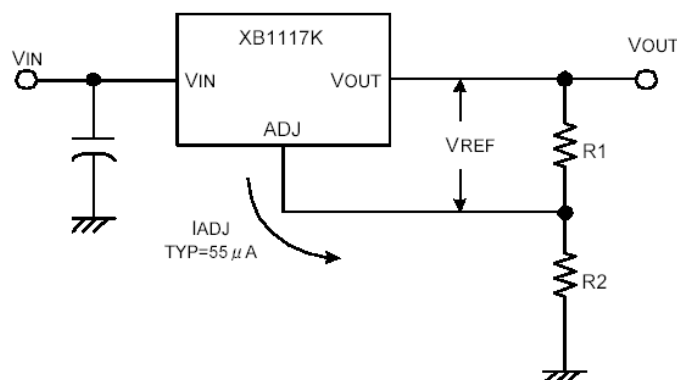 XB1117K
VIN
VIN
VOUT
VOUT
ADJ
VREF
R1
IADJ
TYP=55μA
R2